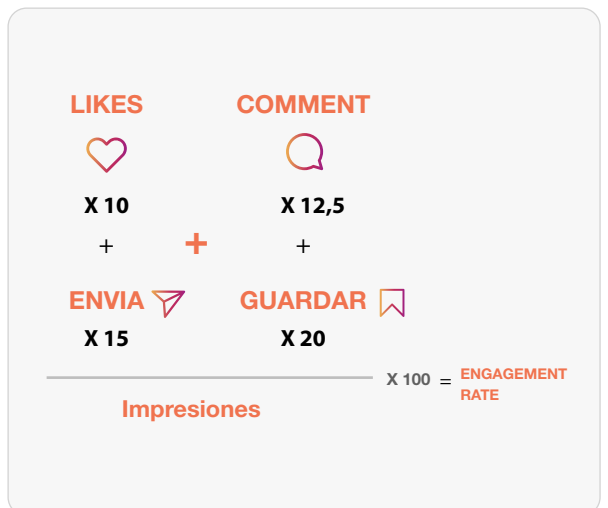 LIKES COMMENT
X 10 X 12,5
+ + +
ENVIA GUARDAR
X 15 X 20
X 100 = ENGAGEMENT
RATE
Impresiones